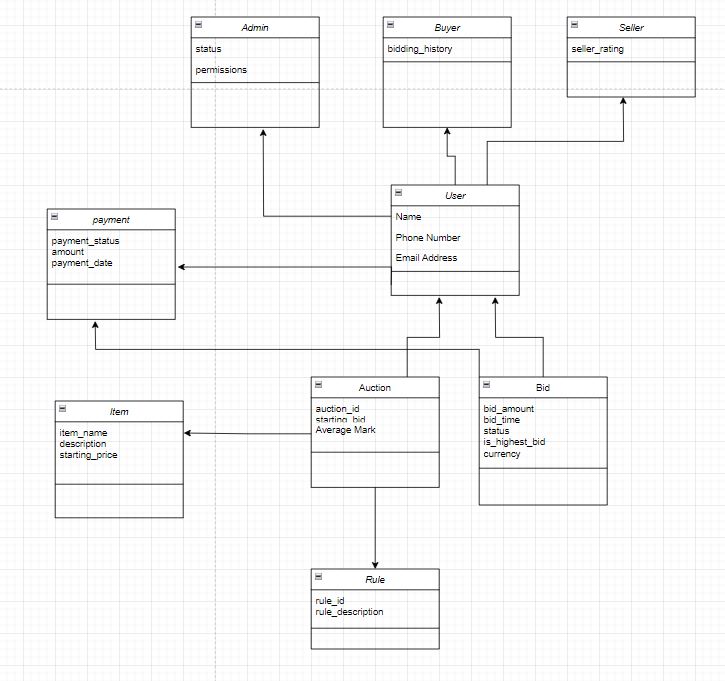 Admin
status
permissions
Buyer
bidding_history
Seller
seller_rating
User
Name
Phone Number
Email Address
payment
payment_status
amount
payment_date
Auction
auction_id
starting_bid
Average Mark
Bid
bid_amount
bid_time
status
is_highest_bid
currency
Item
item_name
description
starting_price
Rule
rule_id
rule_description